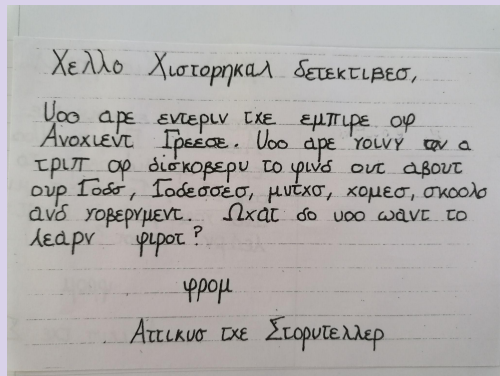 Χελλο Χιστορηκαλ δετεκτιβεσ,
Υοο αρε εντεριν τχε εμπιρε οφ
Ανοχιεντ Γρεεσε. Υοο αρε γοινγ ον α
τριπ οφ δισκοβερυ το φινδ ουτ αβουτ
ουρ Γοδσ, Γοδεσσεσ, μυτχσ, χομεσ, σκοολσ
ανδ γοβερνμεντ. Ωχατ δο υοο ωαντ το
λεαρν φιροτ?
φρομ
Αττικυσ τχε Στορυτελλερ